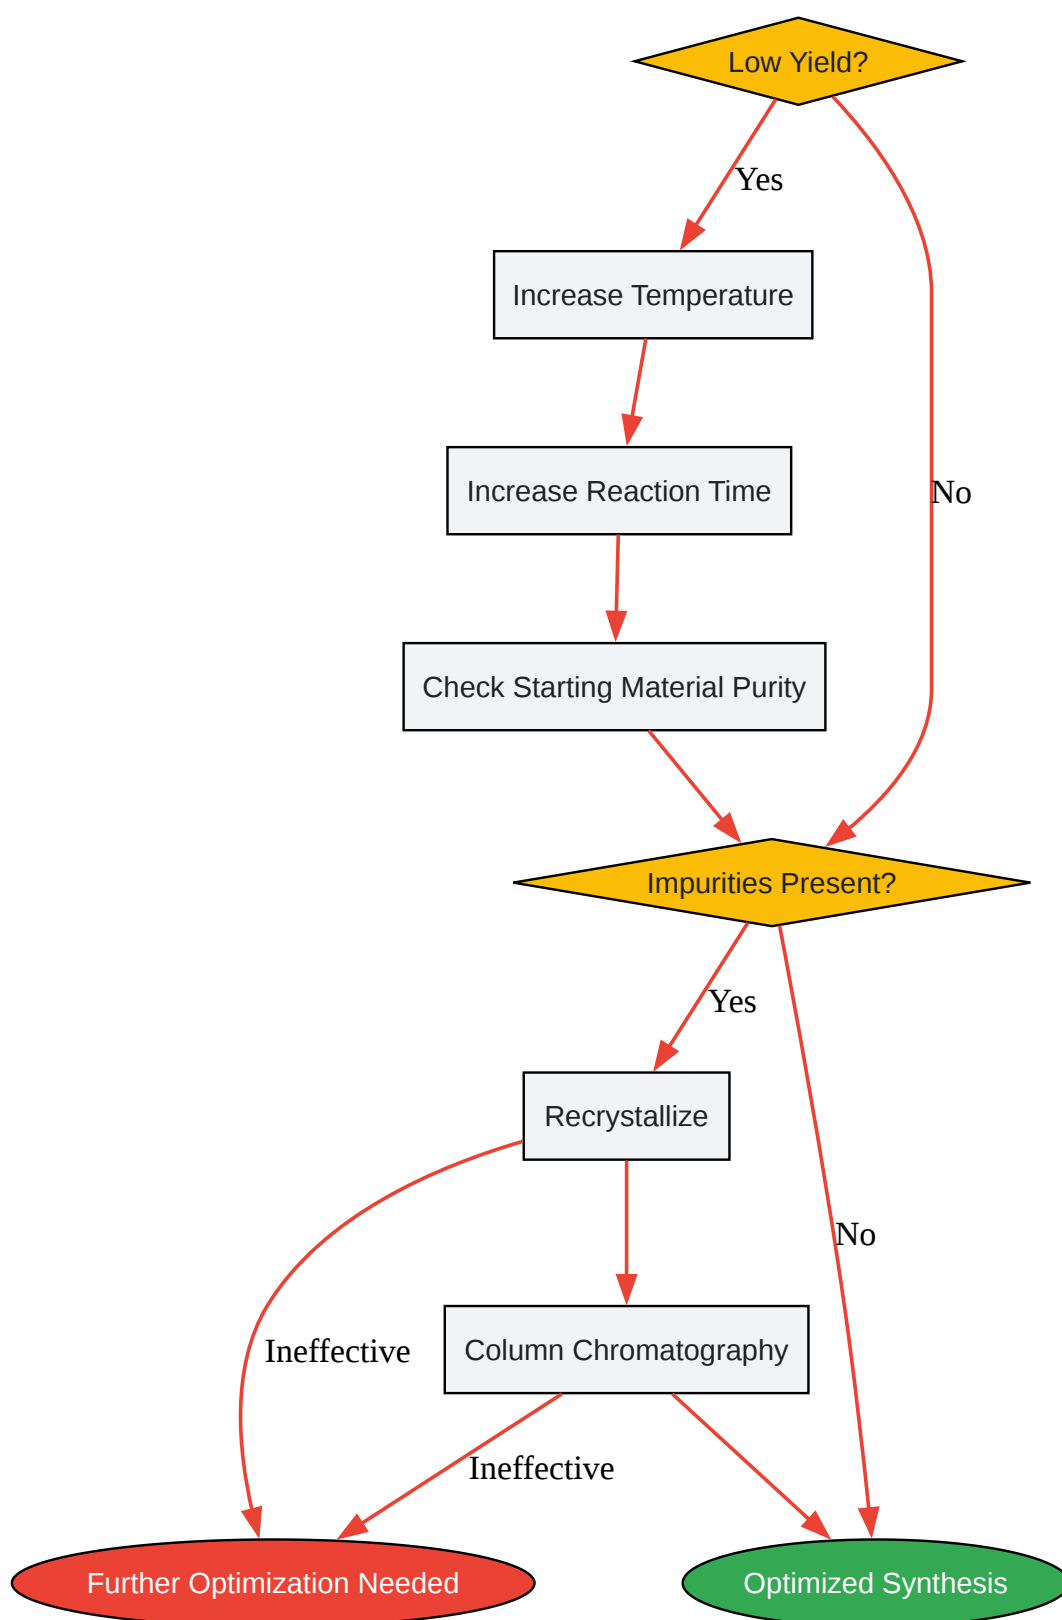 Low Yield?
Yes
Increase Temperature
Increase Reaction Time
No
Check Starting Material Purity
Impurities Present?
Yes
Recrystallize
No
Column Chromatography
Ineffective
Ineffective
Further Optimization Needed
Optimized Synthesis